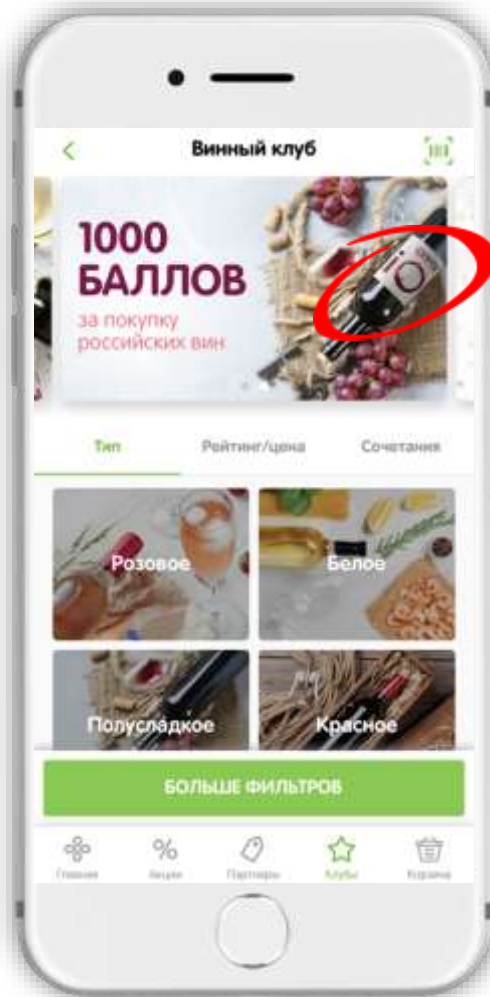 Винный клуб
1000
БАЛЛОВ
за покупку
российских вин
Тип
Рейтинг/цена
Сочетания
Розовое
Белое
Полусладкое
Красное
БОЛЬШЕ ФИЛЬТРОВ
Главная
Акции
Партнеры
Клубы
Корзина